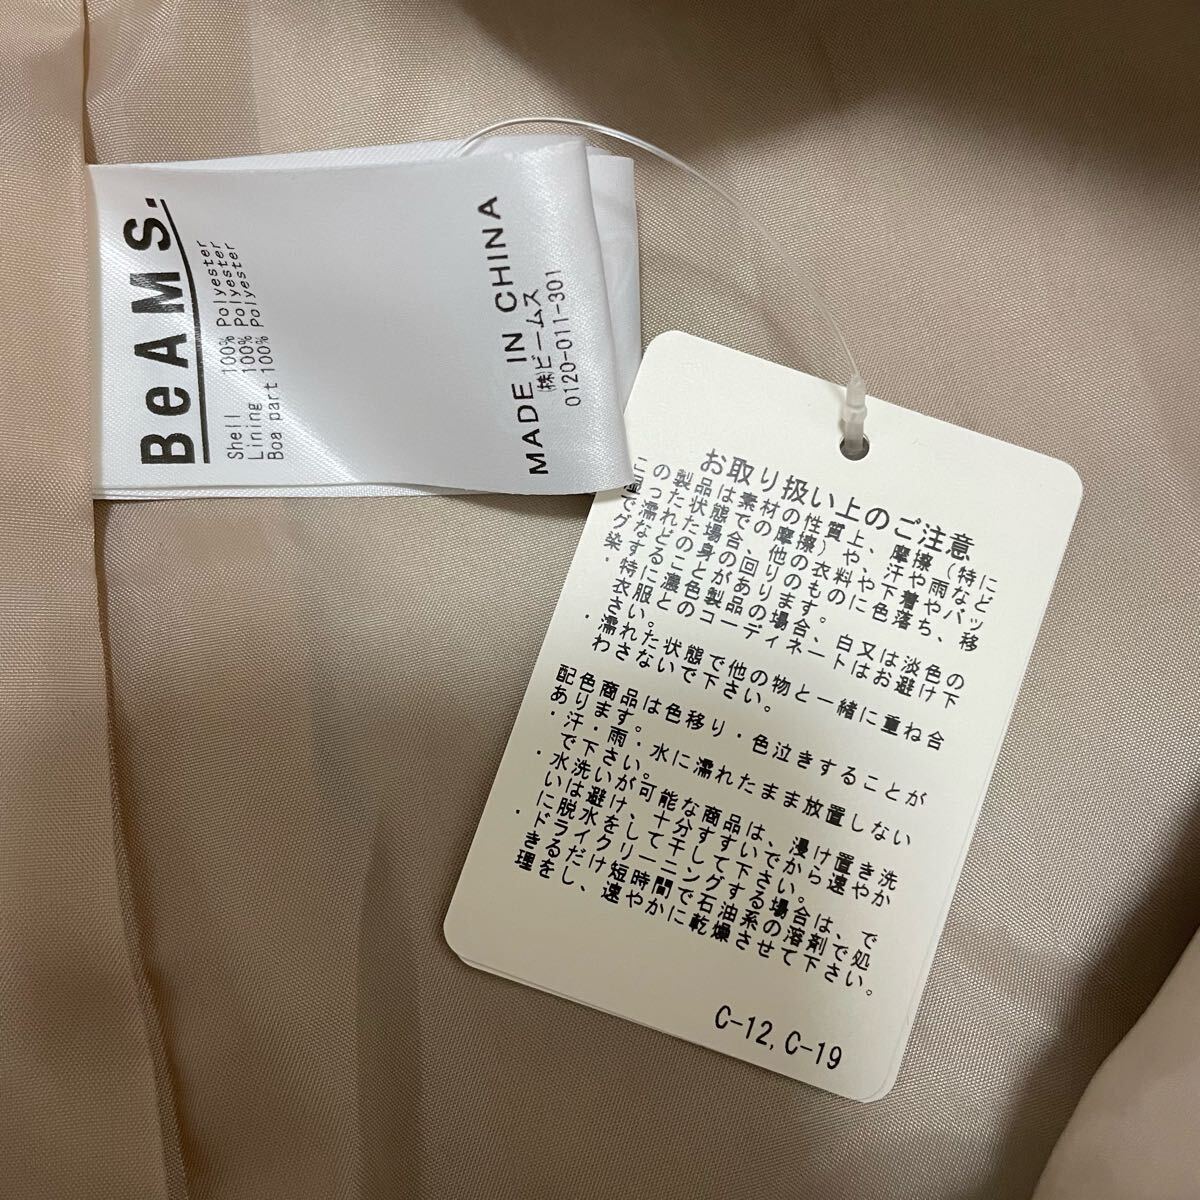 BeAMS.
Shell 100% Polyester
Lining 100% Polyester
Boa part 100% Polyester
MADE IN CHINA
㈱ビームス
0120-011-301
お取り扱い上のご注意
この製品は素材の性質上、摩擦（特に
湿った状態での摩擦）や、汗や雨など
で濡れた場合、他の衣料や下着やバッ
グなどの身の回りのものに色落ち、移
染することがあります。
・特に濃色製品の場合、白又は淡色の
衣服とのコーディネートはお避け下
さい。
・濡れた状態で他の物と一緒に重ね合
わさないで下さい。
配色商品は色移り・色泣きすることが
あります。
・汗・雨・水に濡れたまま放置しない
で下さい。
・水洗いが可能な商品は、浸け置き洗
いは避け、十分すすいでから速やか
に脱水をして干して下さい。
・ドライクリーニングする場合は、で
きるだけ短時間で石油系の溶剤で処
理をし、速やかに乾燥させて下さい。
C-12,C-19